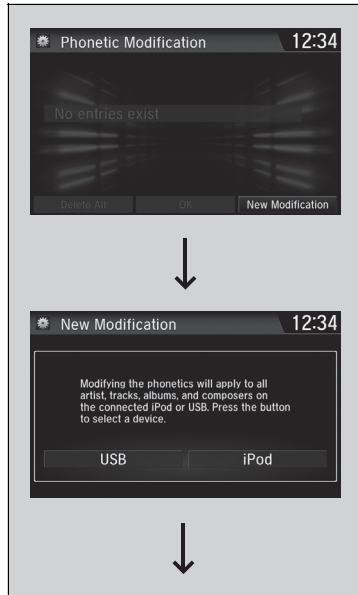 Phonetic Modification 12:34
No entries exist
Delete All OK New Modification
New Modification 12:34
Modifying the phonetics will apply to all
artist, tracks, albums, and composers on
the connected iPod or USB. Press the button
to select a device.
USB iPod